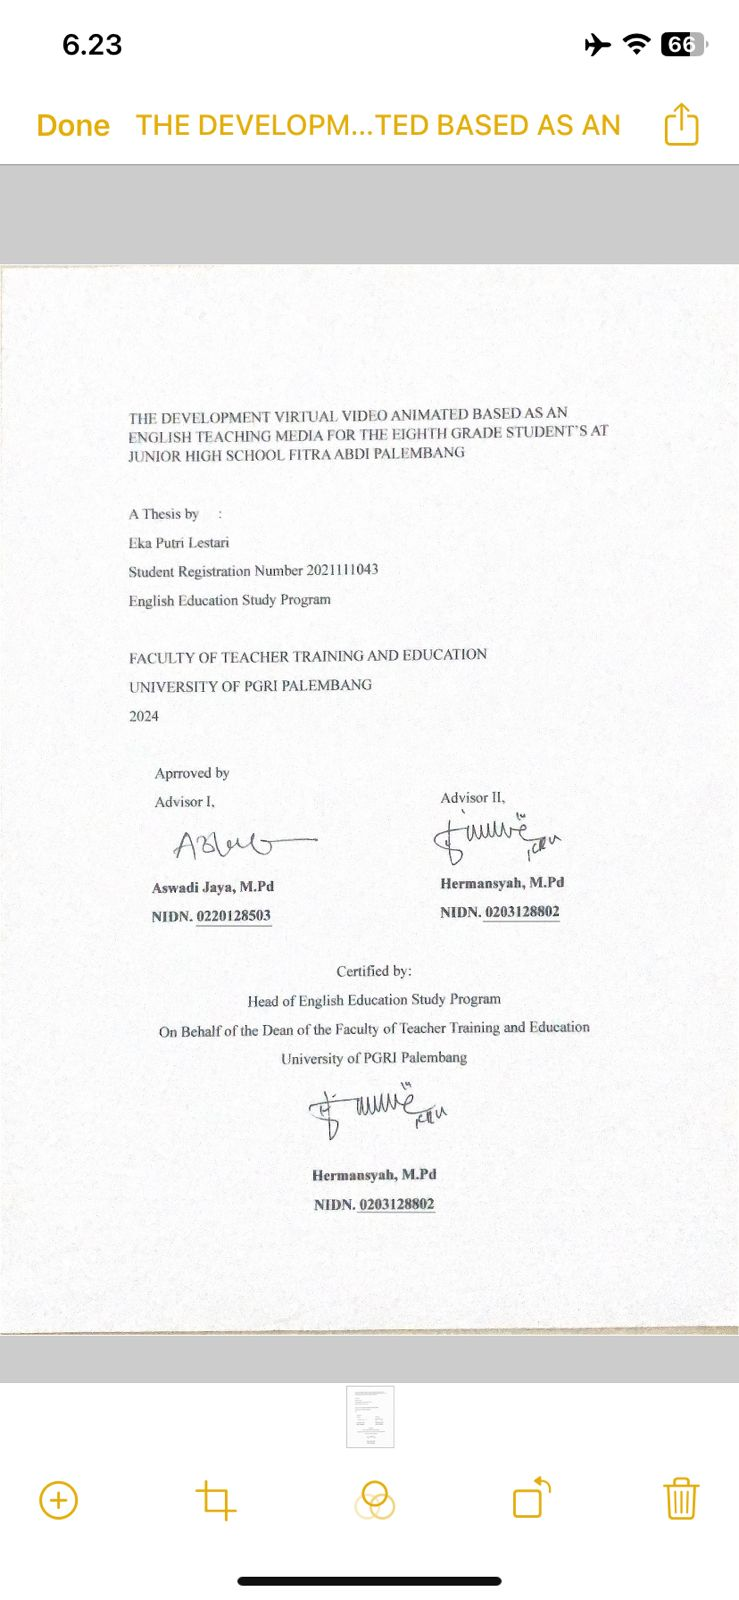 6.23
66
Done THE DEVELOPM...TED BASED AS AN
THE DEVELOPMENT VIRTUAL VIDEO ANIMATED BASED AS AN
ENGLISH TEACHING MEDIA FOR THE EIGHTH GRADE STUDENT'S AT
JUNIOR HIGH SCHOOL FITRA ABDI PALEMBANG
A Thesis by :
Eka Putri Lestari
Student Registration Number 2021111043
English Education Study Program
FACULTY OF TEACHER TRAINING AND EDUCATION
UNIVERSITY OF PGRI PALEMBANG
2024
Aprroved by
Advisor I,
Advisor II,
Aswadi Jaya, M.Pd
NIDN. 0220128503
Hermansyah, M.Pd
NIDN. 0203128802
Certified by:
Head of English Education Study Program
On Behalf of the Dean of the Faculty of Teacher Training and Education
University of PGRI Palembang
Hermansyah, M.Pd
NIDN. 0203128802